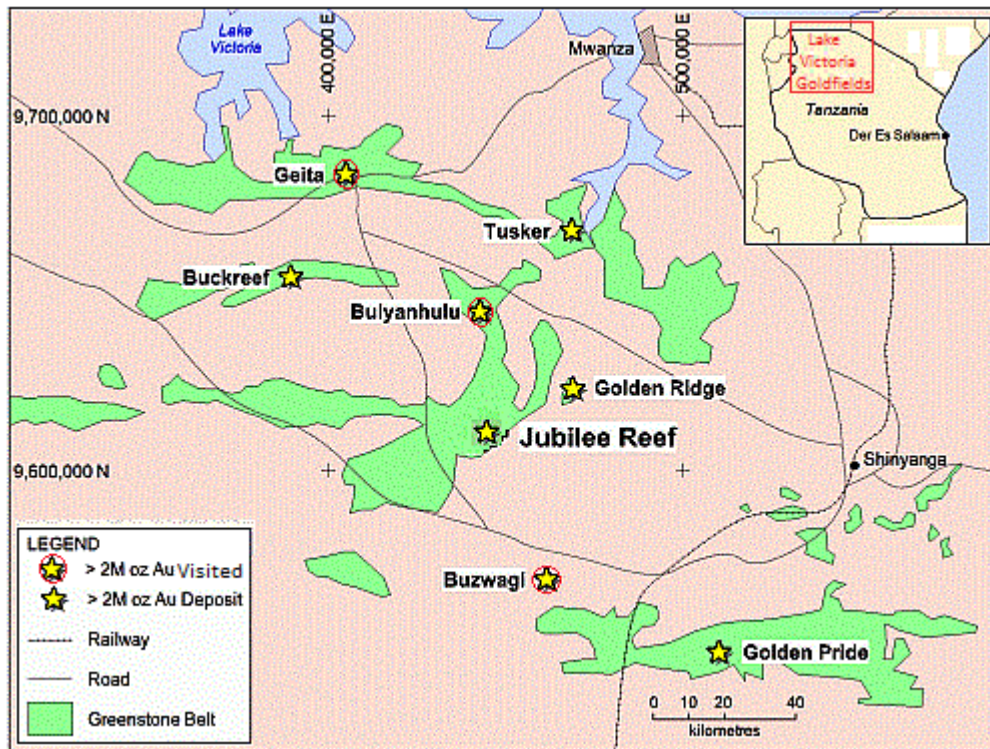 Lake
Victoria
400,000 E
Mwanza
500,000 E
Lake
Victoria
Goldfields
Tanzania
Der Es Salaam
9,700,000 N
Geita
Tusker
Buckreef
Bulyanhulu
Golden Ridge
Jubilee Reef
9,600,000 N
Shinyanga
LEGEND
> 2M oz Au Visited
> 2M oz Au Deposit
Railway
Road
Greenstone Belt
Buzwagi
Golden Pride
0 20 40
kilometres